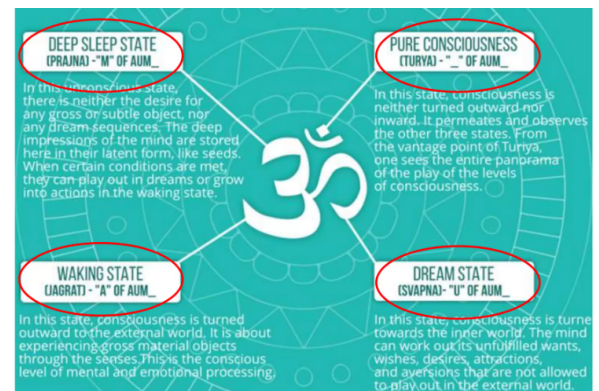 DEEP SLEEP STATE
(PRAJNA) -"M" OF AUM_
In this unconscious state,
there is neither the desire for
any gross or subtle object, nor
any dream sequences. The deep
impressions of the mind are stored
here in their latent form, like seeds.
When certain conditions are met,
they can play out in dreams or grow
into actions in the waking state.
PURE CONSCIOUSNESS
(TURYA) - "_" OF AUM_
In this state, consciousness is
neither turned outward nor
inward. It permeates and observes
the other three states. From
the vantage point of Turiya,
one sees the entire panorama
of the play of the levels
of consciousness.
ॐ
WAKING STATE
(JAGRAT) - "A" OF AUM_
In this state, consciousness is turned
outward to the external world. It is about
experiencing gross material objects
through the senses.This is the conscious
level of mental and emotional processing.
DREAM STATE
(SVAPNA)- "U" OF AUM_
In this state, consciousness is turne
towards the inner world. The mind
can work out its unfulfilled wants,
wishes, desires, attractions,
and aversions that are not allowed
to play out in the external world.